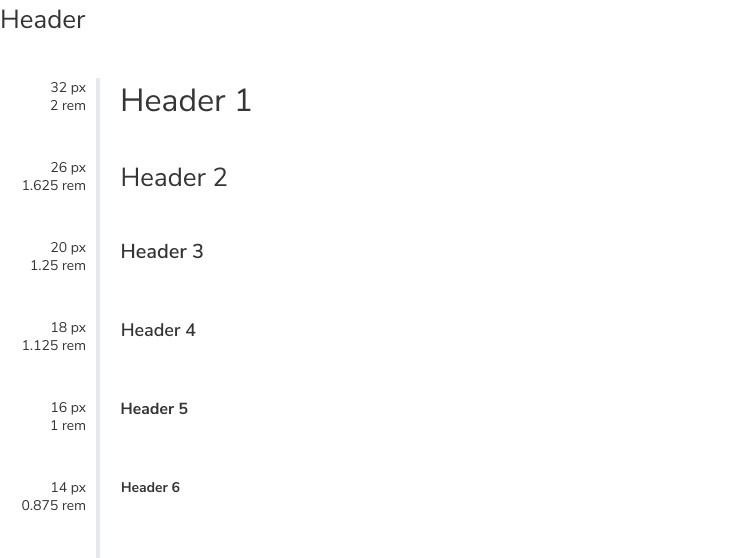 Header
32 px
2 rem
Header 1
26 px
1.625 rem
Header 2
20 px
1.25 rem
Header 3
18 px
1.125 rem
Header 4
16 px
1 rem
Header 5
14 px
0.875 rem
Header 6